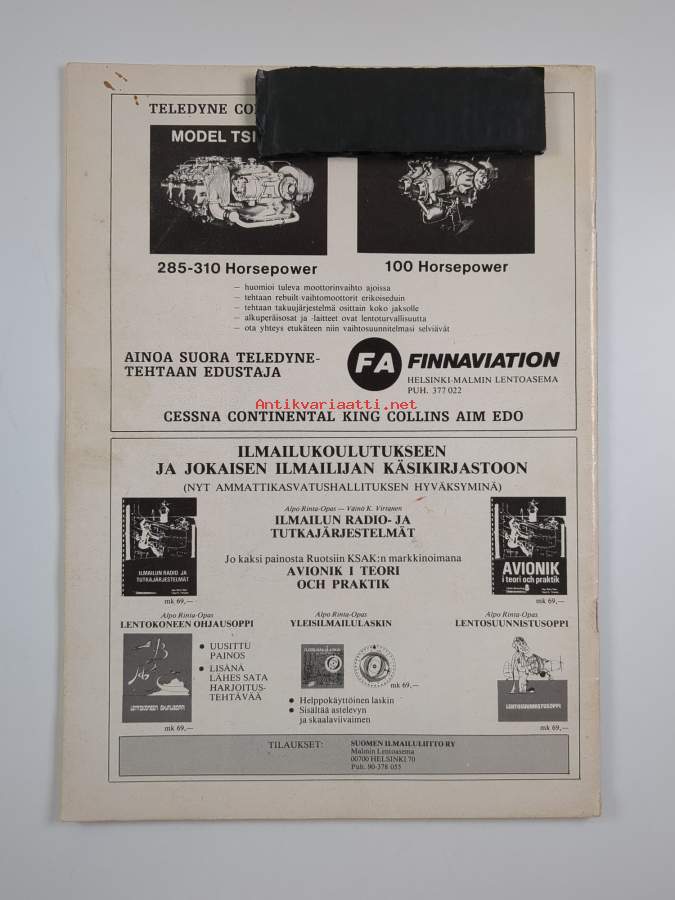 TELEDYNE
MODEL
285-310 Horsepower
100 Horsepower
— huomioi tuleva moottorinvaihto ajoissa
— tehtaan rebuilt vaihtomoottorit erikoiseduin
— tehtaan takuujärjestelmä osittain koko jaksolle
— alkuperäisosat ja -laitteet ovat lentoturvallisuutta
— ota yhteys etukäteen niin vaihtosuunnitelmasi selviävät
AINOA SUORA TELEDYNE-
TEHTAAN EDUSTAJA
FA FINNAVIATION
HELSINKI-MALMIN LENTOASEMA
PUH. 377 022
Antikvariaatti.net
CESSNA CONTINENTAL KING COLLINS AIM EDO
ILMAILUKOULUTUKSEEN
JA JOKAISEN ILMAILIJAN KÄSIKIRJASTOON
(NYT AMMATTIKASVATUSHALLITUKSEN HYVÄKSYMINÄ)
Alpo Rinta-Opas — Väinö K. Virtanen
ILMAILUN RADIO- JA
TUTKAJÄRJESTELMÄT
Jo kaksi painosta Ruotsiin KSAK:n markkinoimana
AVIONIK I TEORI
OCH PRAKTIK
ILMAILUN RADIO JA
TUTKAJÄRJESTELMÄT
mk 69,—
AVIONIK
i teori och praktik
mk 69,—
Alpo Rinta-Opas
LENTOKONEEN OHJAUSOPPI
• UUSITTU
PAINOS
• LISÄNÄ
LÄHES SATA
HARJOITUS-
TEHTÄVÄÄ
LENTOKONEEN OHJAUSOPPI
mk 69,—
Alpo Rinta-Opas
YLEISILMAILULASKIN
mk 69,—
• Helppokäyttöinen laskin
• Sisältää astelevyn
ja skaalaviivaimen
Alpo Rinta-Opas
LENTOSUUNNISTUSOPPI
LENTOSUUNNISTUSOPPI
mk 69,—
TILAUKSET:
SUOMEN ILMAILULIITTO RY
Malmin Lentoasema
00700 HELSINKI 70
Puh. 90-378 055